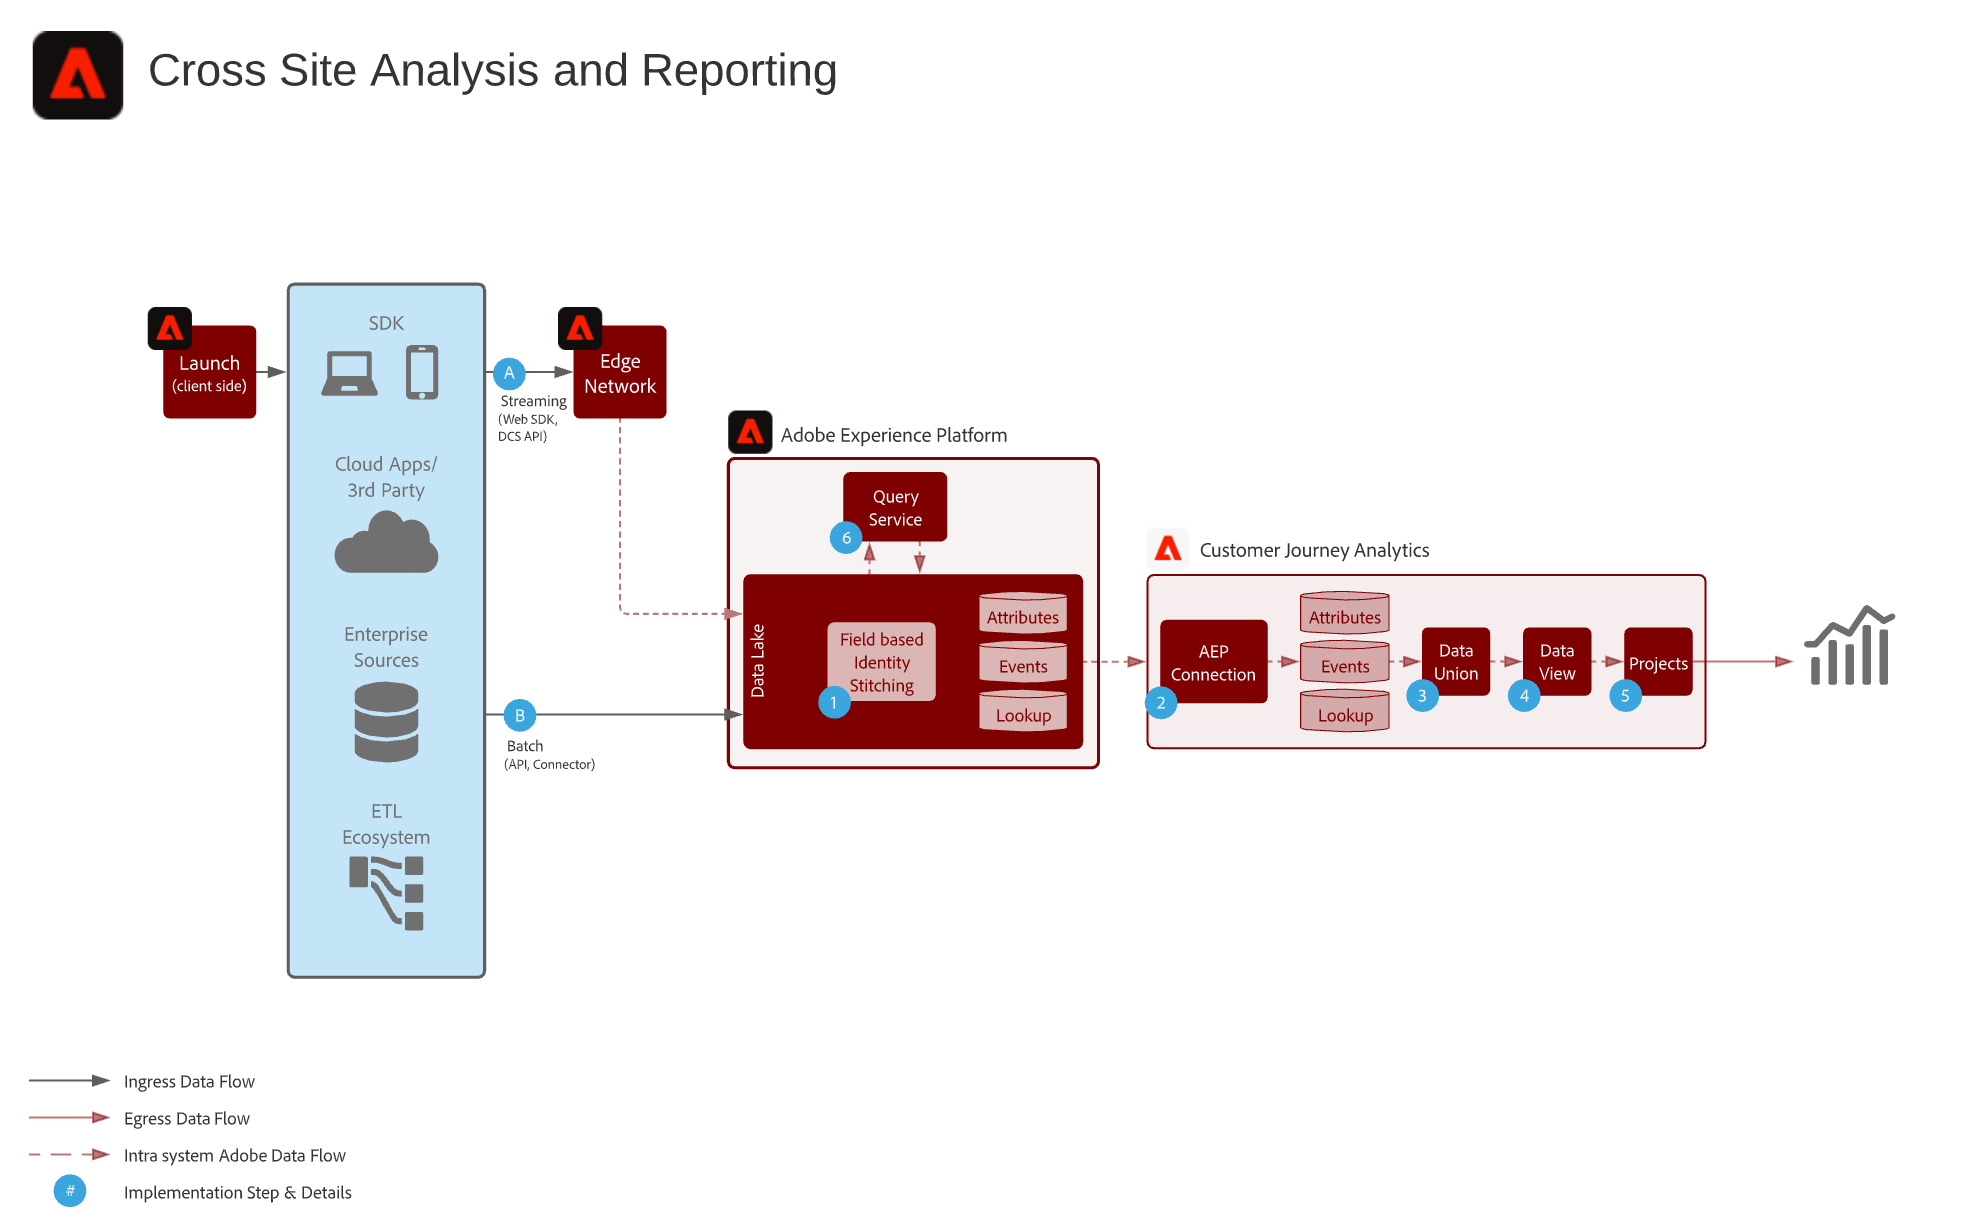 Cross Site Analysis and Reporting
Launch
(client side)
SDK
Cloud Apps/
3rd Party
Enterprise
Sources
ETL
Ecosystem
A
Streaming
(Web SDK,
DCS API)
Edge
Network
B
Batch
(API, Connector)
Adobe Experience Platform
Query
Service
6
Data Lake
Field based
Identity
Stitching
1
Attributes
Events
Lookup
Customer Journey Analytics
AEP
Connection
2
Attributes
Events
Lookup
Data
Union
3
Data
View
4
Projects
5
Ingress Data Flow
Egress Data Flow
Intra system Adobe Data Flow
# Implementation Step & Details